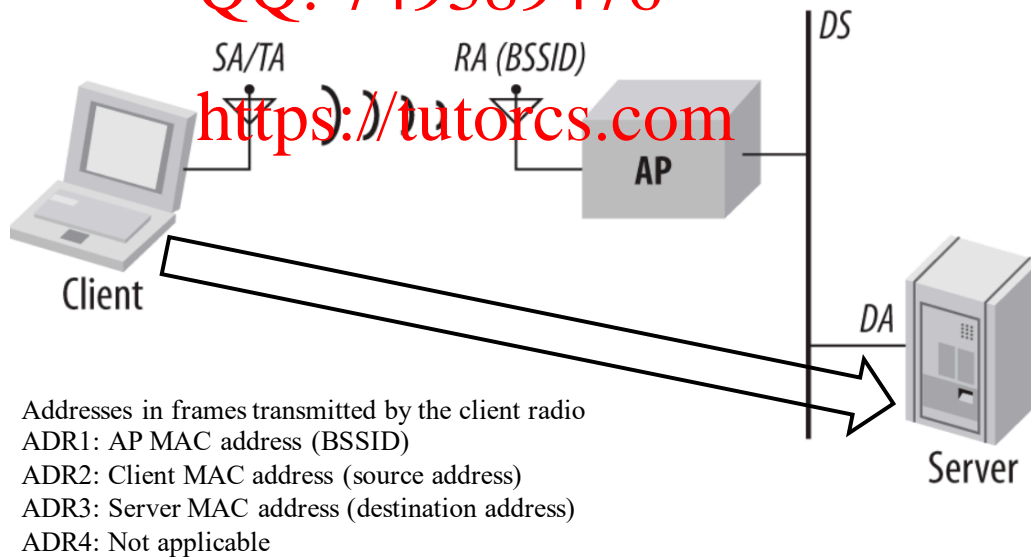 QQ: 749389476
DS
SA/TA
RA (BSSID)
https://tutorcs.com
AP
Client
DA
Server
Addresses in frames transmitted by the client radio
ADR1: AP MAC address (BSSID)
ADR2: Client MAC address (source address)
ADR3: Server MAC address (destination address)
ADR4: Not applicable